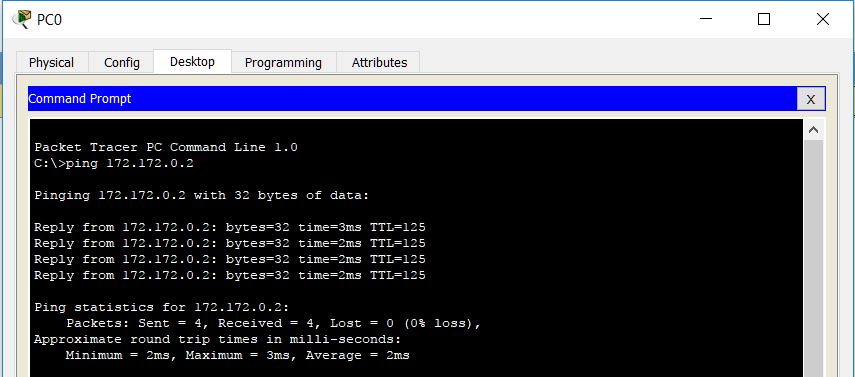 PC0
Physical Config Desktop Programming Attributes
Command Prompt X
Packet Tracer PC Command Line 1.0
C:\>ping 172.172.0.2
Pinging 172.172.0.2 with 32 bytes of data:
Reply from 172.172.0.2: bytes=32 time=3ms TTL=125
Reply from 172.172.0.2: bytes=32 time=2ms TTL=125
Reply from 172.172.0.2: bytes=32 time=2ms TTL=125
Reply from 172.172.0.2: bytes=32 time=2ms TTL=125
Ping statistics for 172.172.0.2:
Packets: Sent = 4, Received = 4, Lost = 0 (0% loss),
Approximate round trip times in milli-seconds:
Minimum = 2ms, Maximum = 3ms, Average = 2ms